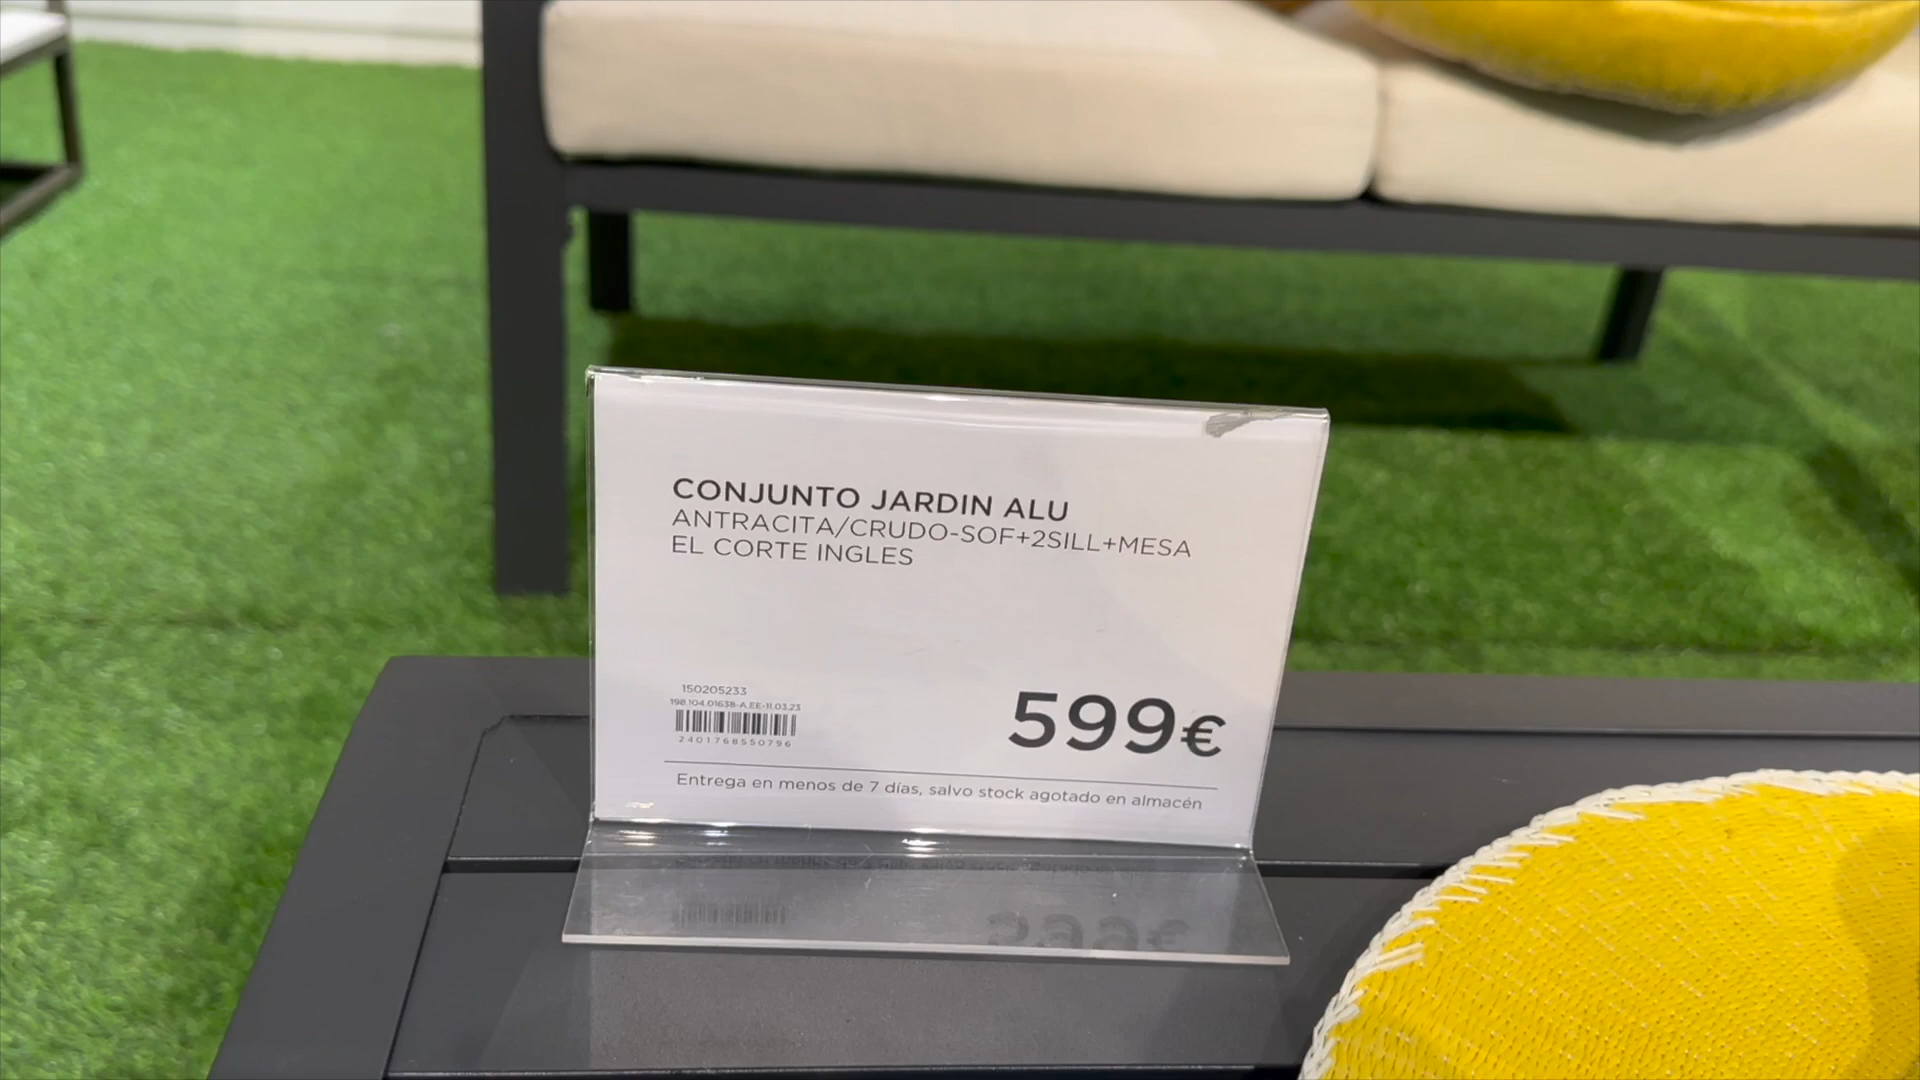 CONJUNTO JARDIN ALU
ANTRACITA/CRUDO-SOF+2SILL+MESA
EL CORTE INGLES
150205233
198.104.01638-A.EE-11.03.23
2401768550796
599€
Entrega en menos de 7 días, salvo stock agotado en almacén